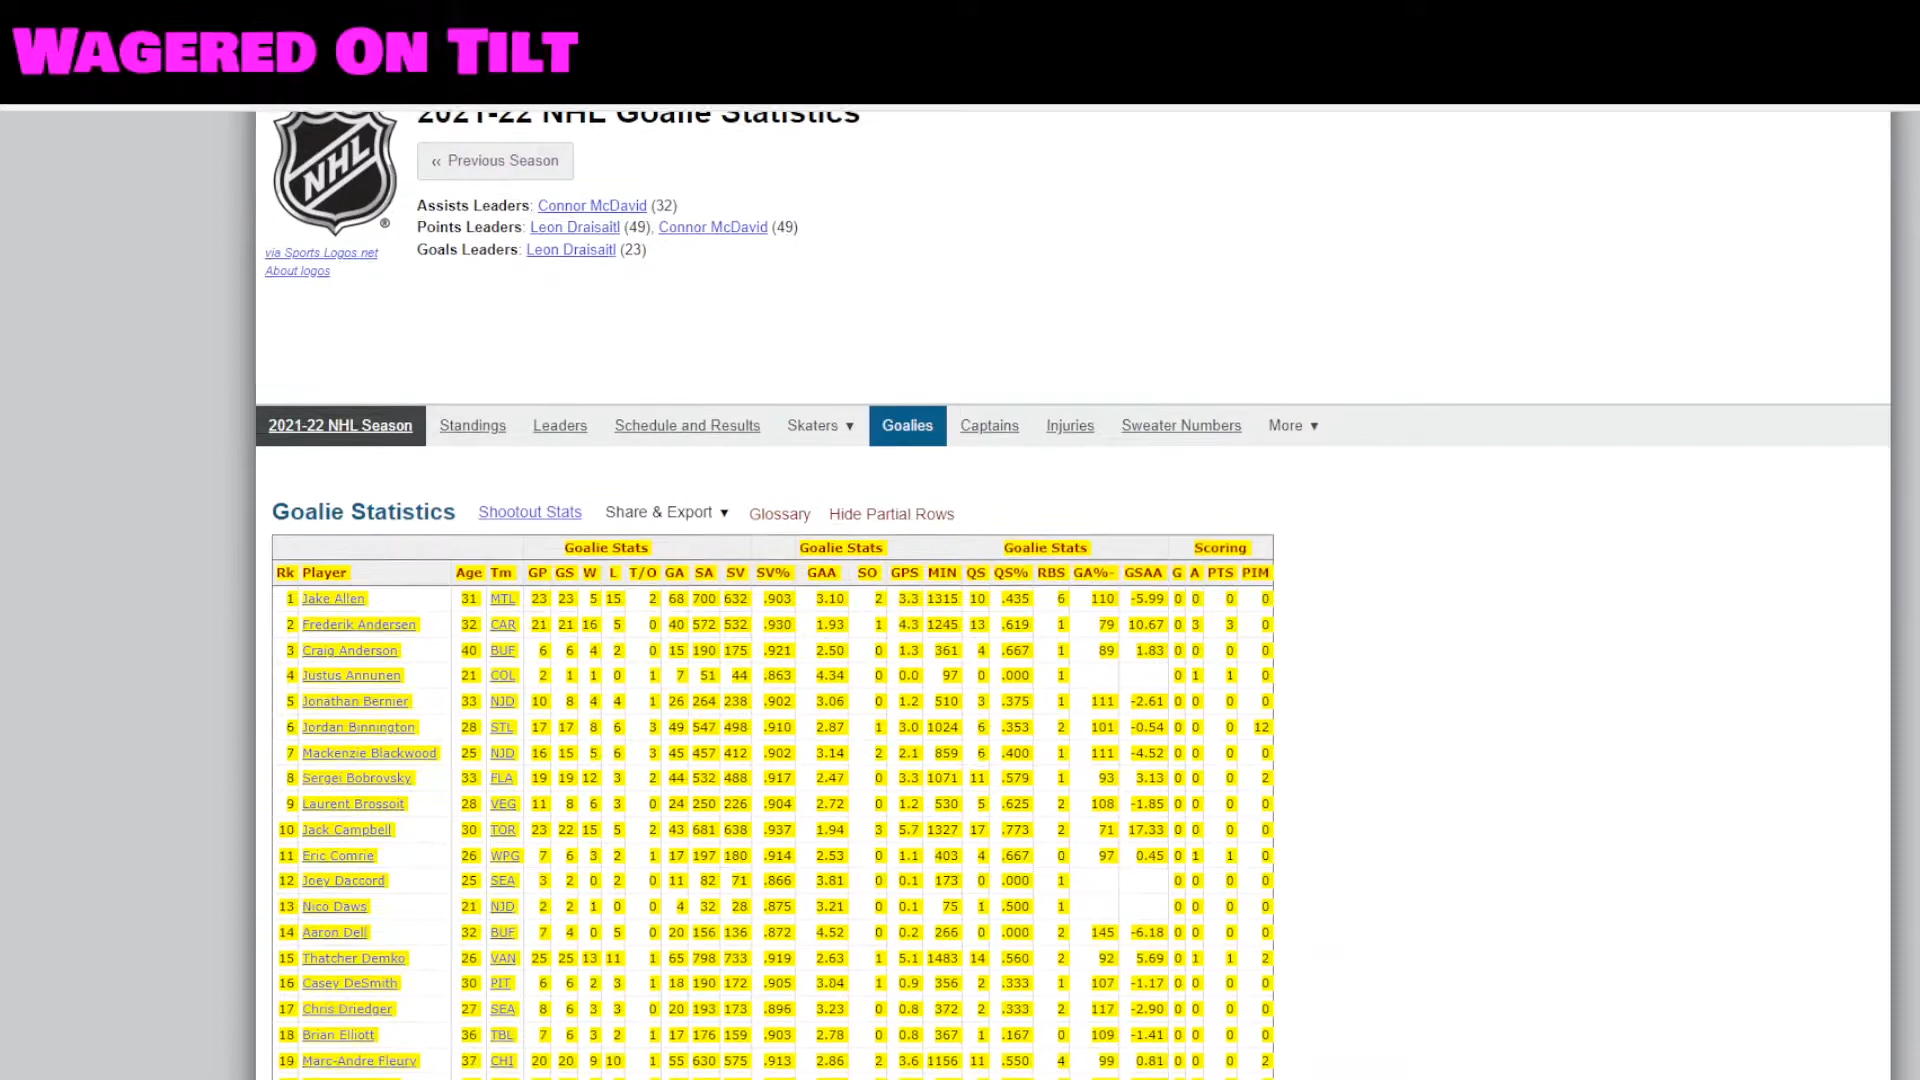 WAGERED ON TILT
2021-22 NHL Goalie Statistics
NHL
®
‹‹ Previous Season
Assists Leaders: Connor McDavid (32)
Points Leaders: Leon Draisaitl (49), Connor McDavid (49)
Goals Leaders: Leon Draisaitl (23)
via Sports Logos.net
About logos
2021-22 NHL Season Standings Leaders Schedule and Results Skaters ▼ Goalies Captains Injuries Sweater Numbers More ▼
Goalie Statistics Shootout Stats Share & Export ▼ Glossary Hide Partial Rows
Goalie Stats Goalie Stats Goalie Stats Scoring
Rk Player Age Tm GP GS W L T/O GA SA SV SV% GAA SO GPS MIN QS QS% RBS GA%- GSAA G A PTS PIM
1 Jake Allen 31 MTL 23 23 5 15 2 68 700 632 .903 3.10 2 3.3 1315 10 .435 6 110 -5.99 0 0 0 0
2 Frederik Andersen 32 CAR 21 21 16 5 0 40 572 532 .930 1.93 1 4.3 1245 13 .619 1 79 10.67 0 3 3 0
3 Craig Anderson 40 BUF 6 6 4 2 0 15 190 175 .921 2.50 0 1.3 361 4 .667 1 89 1.83 0 0 0 0
4 Justus Annunen 21 COL 2 1 1 0 1 7 51 44 .863 4.34 0 0.0 97 0 .000 1 0 1 1 0
5 Jonathan Bernier 33 NJD 10 8 4 4 1 26 264 238 .902 3.06 0 1.2 510 3 .375 1 111 -2.61 0 0 0 0
6 Jordan Binnington 28 STL 17 17 8 6 3 49 547 498 .910 2.87 1 3.0 1024 6 .353 2 101 -0.54 0 0 0 12
7 Mackenzie Blackwood 25 NJD 16 15 5 6 3 45 457 412 .902 3.14 2 2.1 859 6 .400 1 111 -4.52 0 0 0 0
8 Sergei Bobrovsky 33 FLA 19 19 12 3 2 44 532 488 .917 2.47 0 3.3 1071 11 .579 1 93 3.13 0 0 0 2
9 Laurent Brossoit 28 VEG 11 8 6 3 0 24 250 226 .904 2.72 0 1.2 530 5 .625 2 108 -1.85 0 0 0 0
10 Jack Campbell 30 TOR 23 22 15 5 2 43 681 638 .937 1.94 3 5.7 1327 17 .773 2 71 17.33 0 0 0 0
11 Eric Comrie 26 WPG 7 6 3 2 1 17 197 180 .914 2.53 0 1.1 403 4 .667 0 97 0.45 0 1 1 0
12 Joey Daccord 25 SEA 3 2 0 2 0 11 82 71 .866 3.81 0 0.1 173 0 .000 1 0 0 0 0
13 Nico Daws 21 NJD 2 2 1 0 0 4 32 28 .875 3.21 0 0.1 75 1 .500 1 0 0 0 0
14 Aaron Dell 32 BUF 7 4 0 5 0 20 156 136 .872 4.52 0 0.2 266 0 .000 2 145 -6.18 0 0 0 0
15 Thatcher Demko 26 VAN 25 25 13 11 1 65 798 733 .919 2.63 1 5.1 1483 14 .560 2 92 5.69 0 1 1 2
16 Casey DeSmith 30 PIT 6 6 2 3 1 18 190 172 .905 3.04 1 0.9 356 2 .333 1 107 -1.17 0 0 0 0
17 Chris Driedger 27 SEA 8 6 3 3 0 20 193 173 .896 3.23 0 0.8 372 2 .333 2 117 -2.90 0 0 0 0
18 Brian Elliott 36 TBL 7 6 3 2 1 17 176 159 .903 2.78 0 0.8 367 1 .167 0 109 -1.41 0 0 0 0
19 Marc-Andre Fleury 37 CHI 20 20 9 10 1 55 630 575 .913 2.86 2 3.6 1156 11 .550 4 99 0.81 0 0 0 2